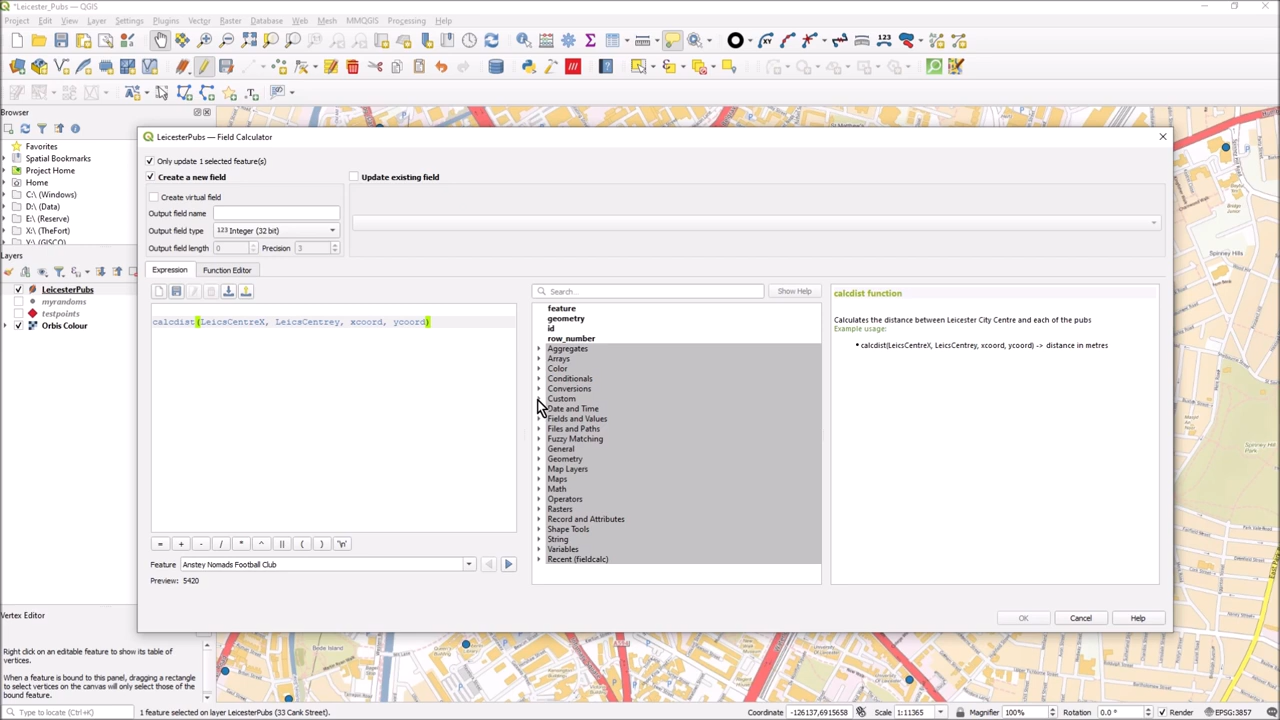 *Leicester_Pubs — QGIS
Project Edit View Layer Settings Plugins Vector Raster Database Web Mesh MMQGIS Processing Help
Browser
Favorites
Spatial Bookmarks
Project Home
Home
C:\ (Windows)
D:\ (Data)
E:\ (Reserve)
X:\ (TheFort)
Y:\ (GISCO)
Layers
LeicesterPubs
myrandoms
testpoints
Orbis Colour
Vertex Editor
Right click on an editable feature to show its table of
vertices.
When a feature is bound to this panel, dragging a rectangle
to select vertices on the canvas will only select those of the
bound feature.
LeicesterPubs — Field Calculator
Only update 1 selected feature(s)
Create a new field
Update existing field
Create virtual field
Output field name
Output field type 123 Integer (32 bit)
Output field length 0 Precision 3
Expression Function Editor
calcdist(LeicsCentreX, LeicsCentrey, xcoord, ycoord)
= + - / * ^ || ( ) '\n'
Feature Anstey Nomads Football Club
Preview: 5420
Search...
Show Help
feature
geometry
id
row_number
Aggregates
Arrays
Color
Conditionals
Conversions
Custom
Date and Time
Fields and Values
Files and Paths
Fuzzy Matching
General
Geometry
Map Layers
Maps
Math
Operators
Rasters
Record and Attributes
Shape Tools
String
Variables
Recent (fieldcalc)
calcdist function
Calculates the distance between Leicester City Centre and each of the pubs
Example usage:
• calcdist(LeicsCentreX, LeicsCentrey, xcoord, ycoord) -> distance in metres
OK Cancel Help
Spinney Hills
Type to locate (Ctrl+K)
1 feature selected on layer LeicesterPubs (33 Cank Street).
Coordinate -126137,6915658
Scale 1:11365
Magnifier 100%
Rotation 0.0 °
Render
EPSG:3857